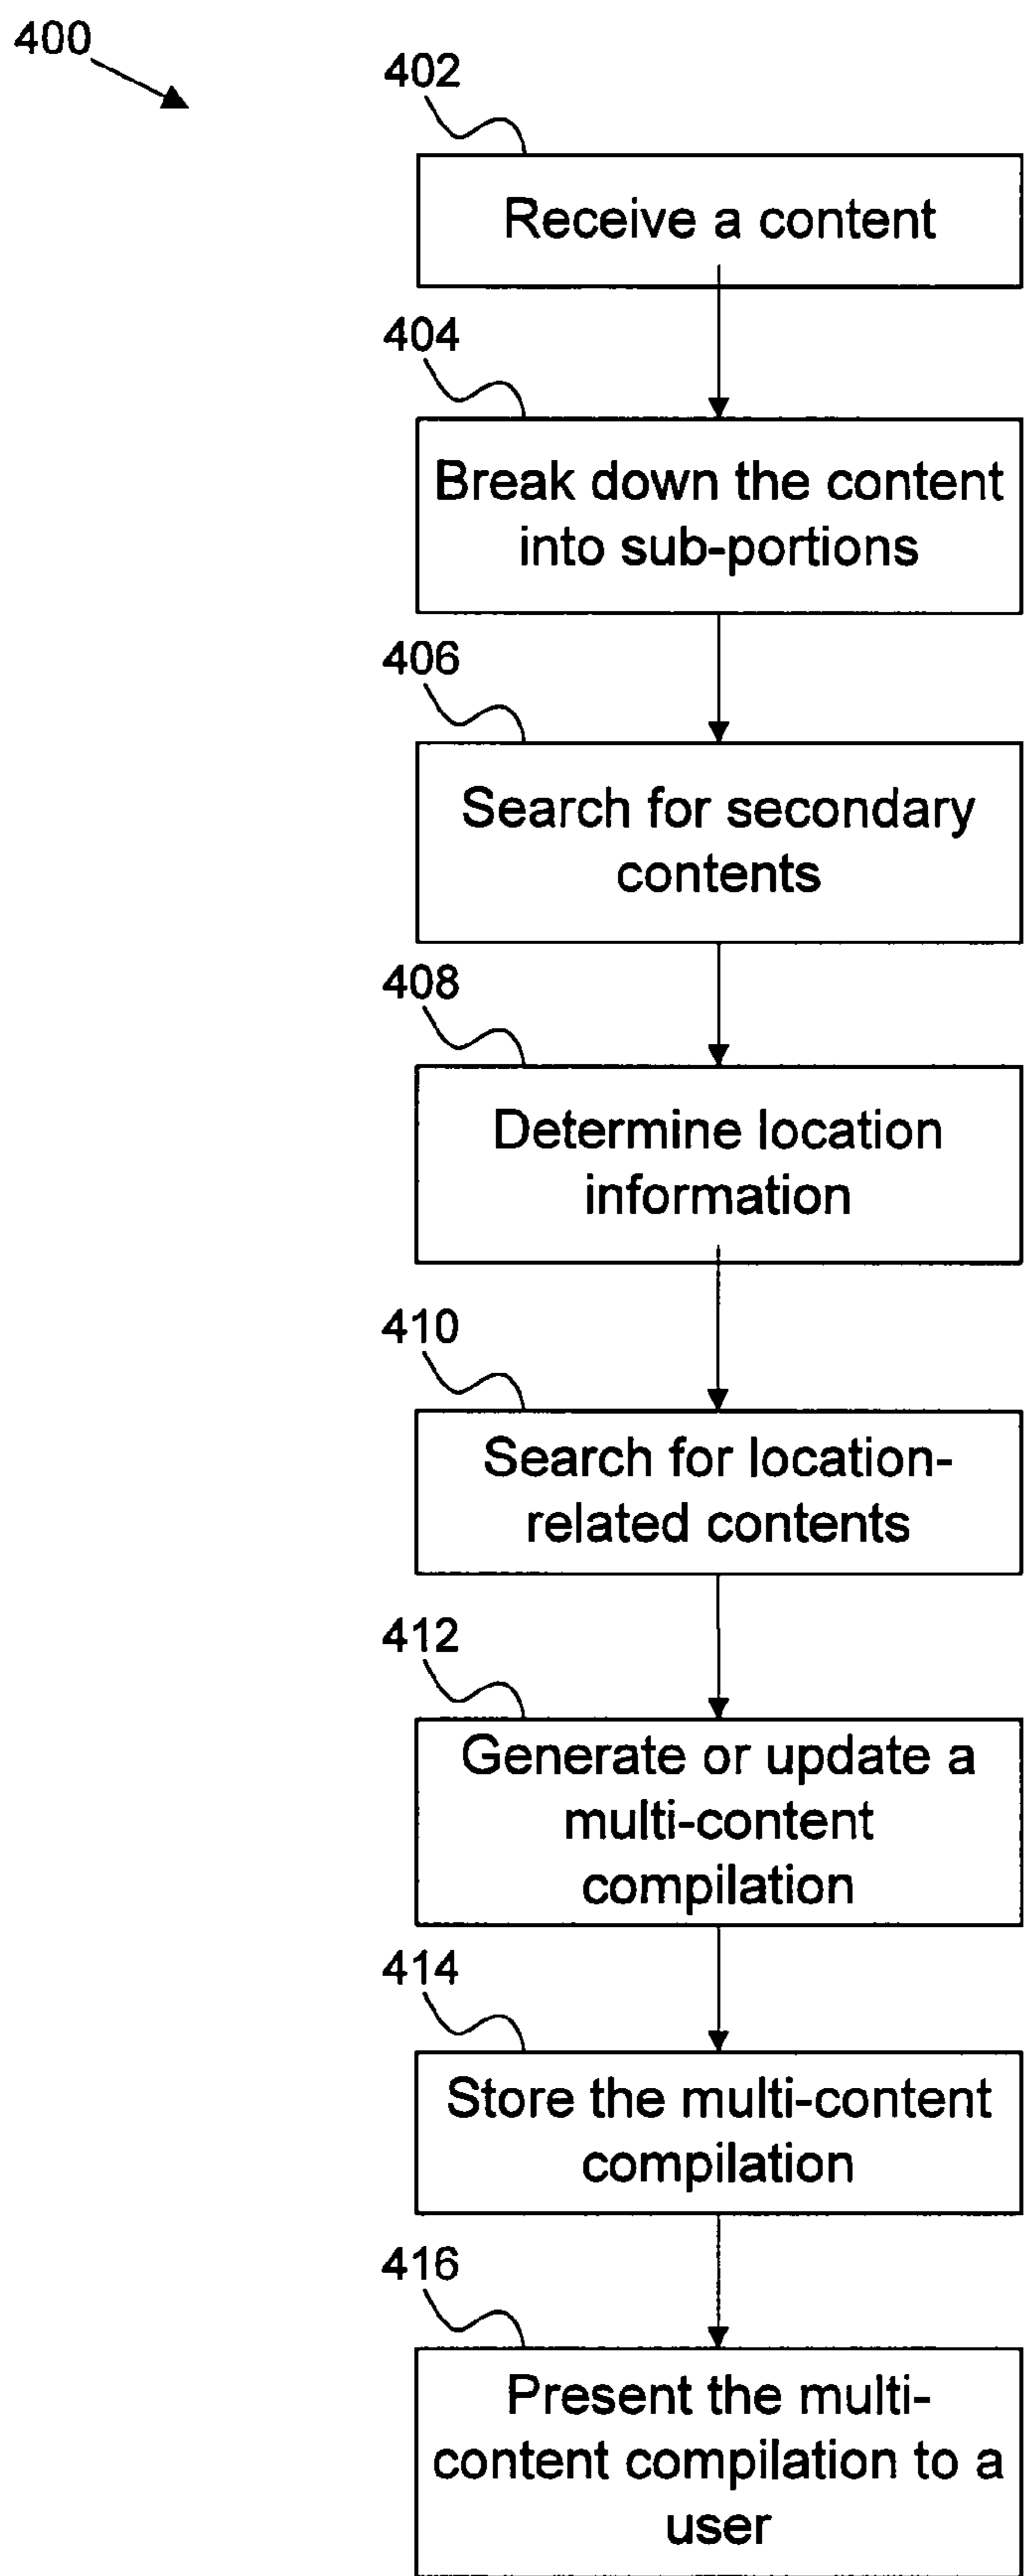 400
402
Receive a content
404
Break down the content
into sub-portions
406
Search for secondary
contents
408
Determine location
information
410
Search for location-
related contents
412
Generate or update a
multi-content
compilation
414
Store the multi-content
compilation
416
Present the multi-
content compilation to a
user